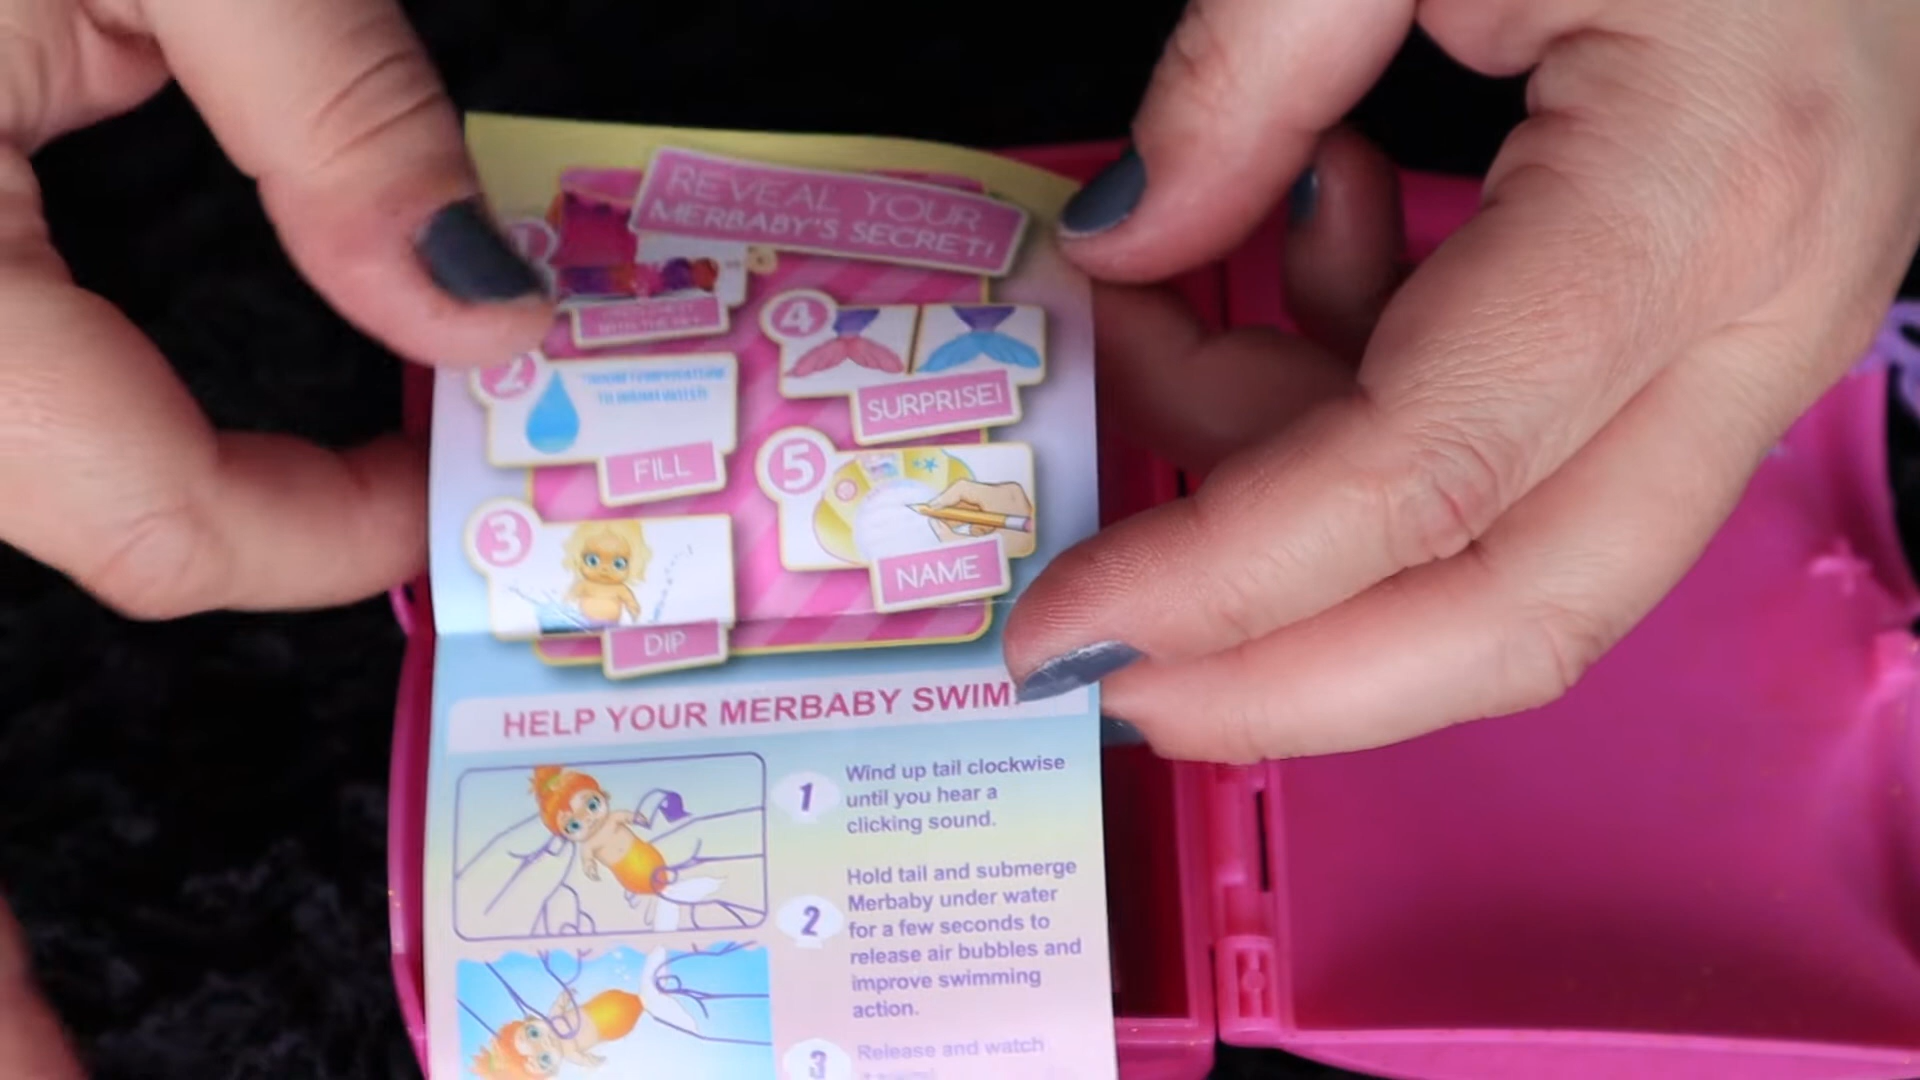 REVEAL YOUR
MERBABY'S SECRET!
1
2
FILL
3
DIP
4
SURPRISE!
5
NAME
HELP YOUR MERBABY SWIM
1
Wind up tail clockwise
until you hear a
clicking sound.
2
Hold tail and submerge
Merbaby under water
for a few seconds to
release air bubbles and
improve swimming
action.
3
Release and watch